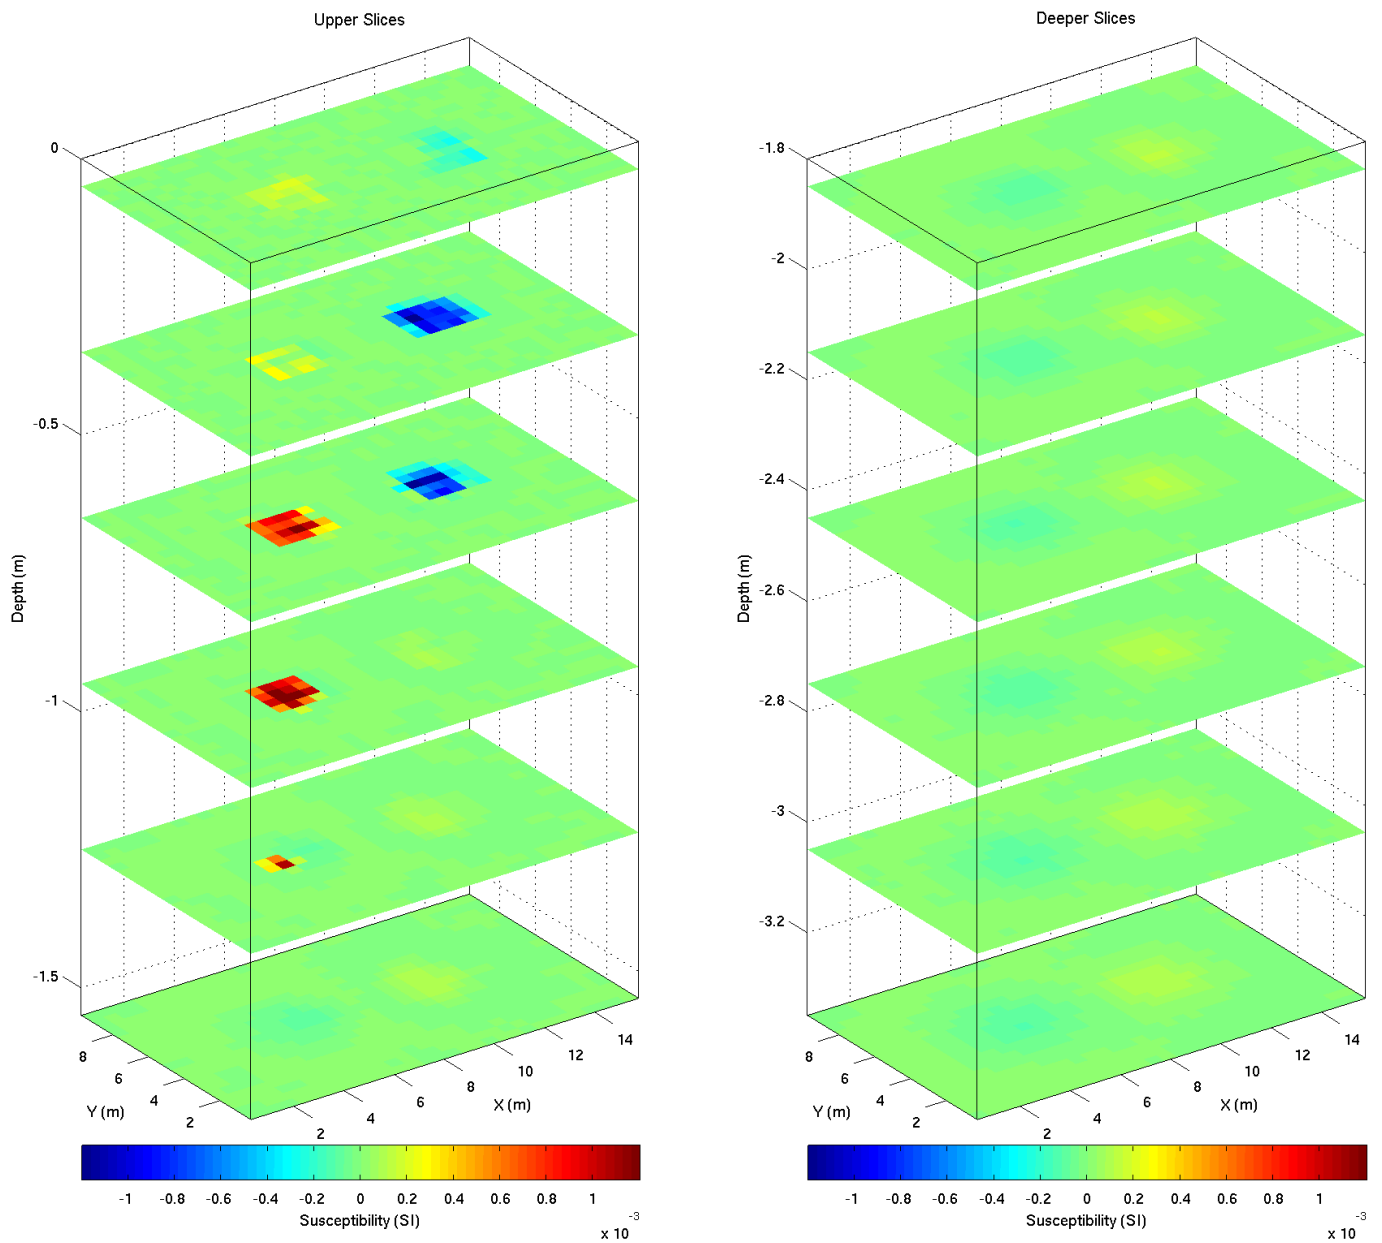 Upper Slices
0
-0.5
-1
-1.5
Depth (m)
8
6
4
2
Y (m)
2
4
6
8
10
12
14
X (m)
-1 -0.8 -0.6 -0.4 -0.2 0 0.2 0.4 0.6 0.8 1
Susceptibility (SI)
x 10
-3
Deeper Slices
-1.8
-2
-2.2
-2.4
-2.6
-2.8
-3
-3.2
Depth (m)
8
6
4
2
Y (m)
2
4
6
8
10
12
14
X (m)
-1 -0.8 -0.6 -0.4 -0.2 0 0.2 0.4 0.6 0.8 1
Susceptibility (SI)
x 10
-3